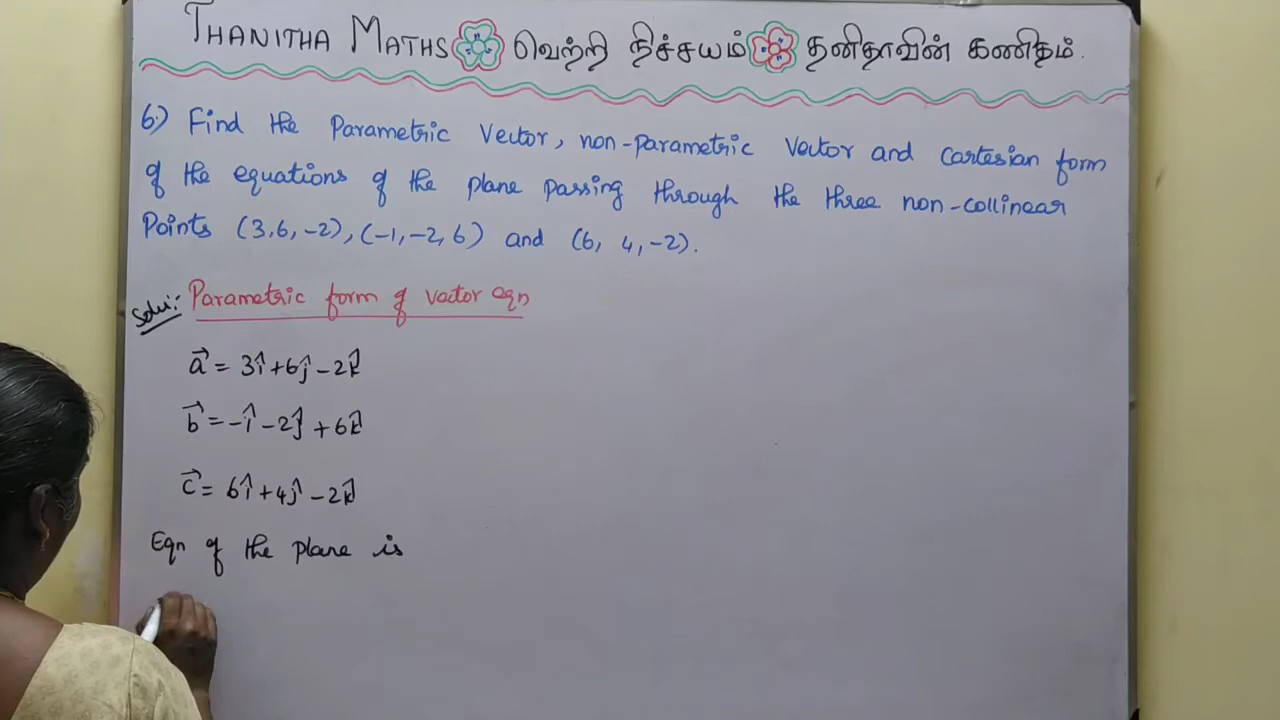 THANITHA MATHS வெற்றி நிச்சயம் தனிதாவின் கணிதம்.
6.) Find the Parametric Vector, non-parametric Vector and Cartesian form
of the equations of the plane passing through the three non-collinear
Points (3,6,-2), (-1,-2,6) and (6, 4,-2).
Solu:- Parametric form of vector eqn
a⃗ = 3î + 6ĵ - 2k̂
b⃗ = -î - 2ĵ + 6k̂
c⃗ = 6î + 4ĵ - 2k̂
Eqn of the plane is